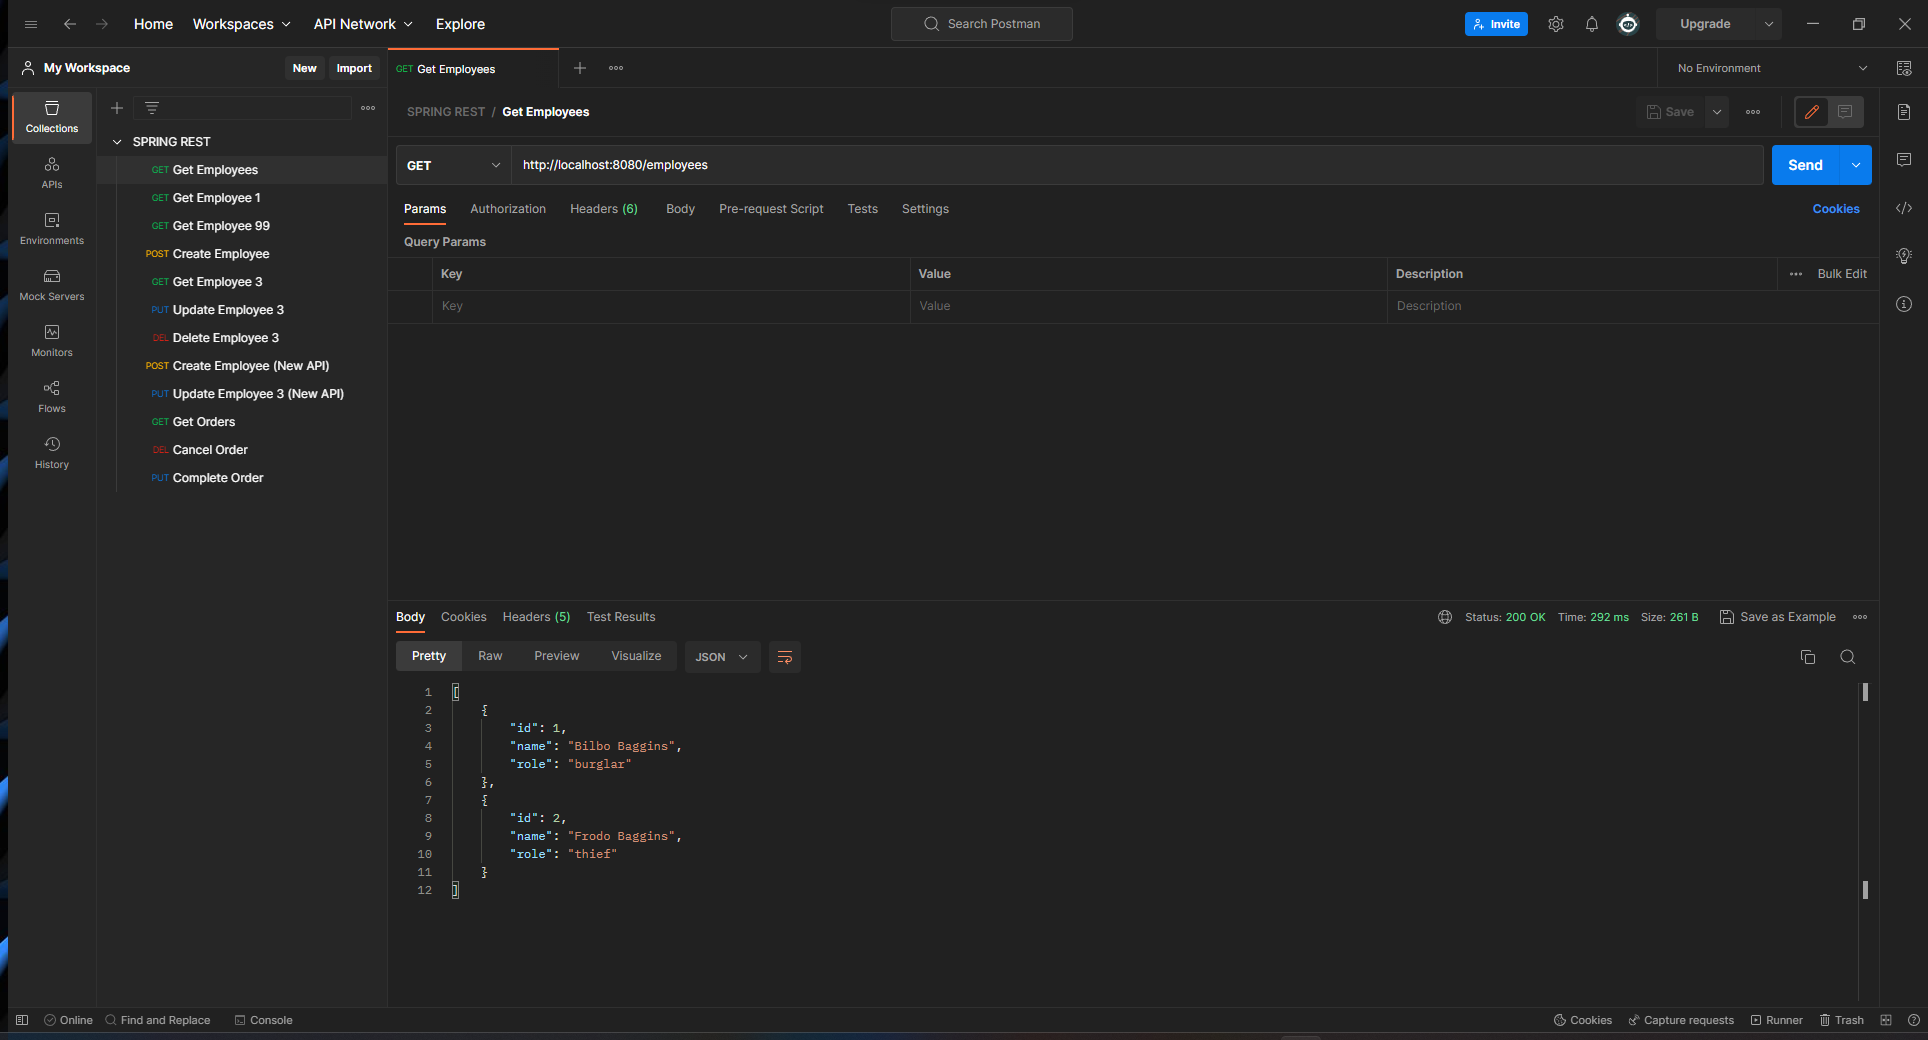 Home Workspaces API Network Explore Search Postman Invite Upgrade
My Workspace New Import GET Get Employees No Environment
Collections
APIs
Environments
Mock Servers
Monitors
Flows
History
SPRING REST
GET Get Employees
GET Get Employee 1
GET Get Employee 99
POST Create Employee
GET Get Employee 3
PUT Update Employee 3
DEL Delete Employee 3
POST Create Employee (New API)
PUT Update Employee 3 (New API)
GET Get Orders
DEL Cancel Order
PUT Complete Order
SPRING REST / Get Employees Save
GET http://localhost:8080/employees Send
Params Authorization Headers (6) Body Pre-request Script Tests Settings Cookies
Query Params
Key Value Description Bulk Edit
Key Value Description
Body Cookies Headers (5) Test Results Status: 200 OK Time: 292 ms Size: 261 B Save as Example
Pretty Raw Preview Visualize JSON
1 [
2 {
3 "id": 1,
4 "name": "Bilbo Baggins",
5 "role": "burglar"
6 },
7 {
8 "id": 2,
9 "name": "Frodo Baggins",
10 "role": "thief"
11 }
12 ]
Online Find and Replace Console Cookies Capture requests Runner Trash